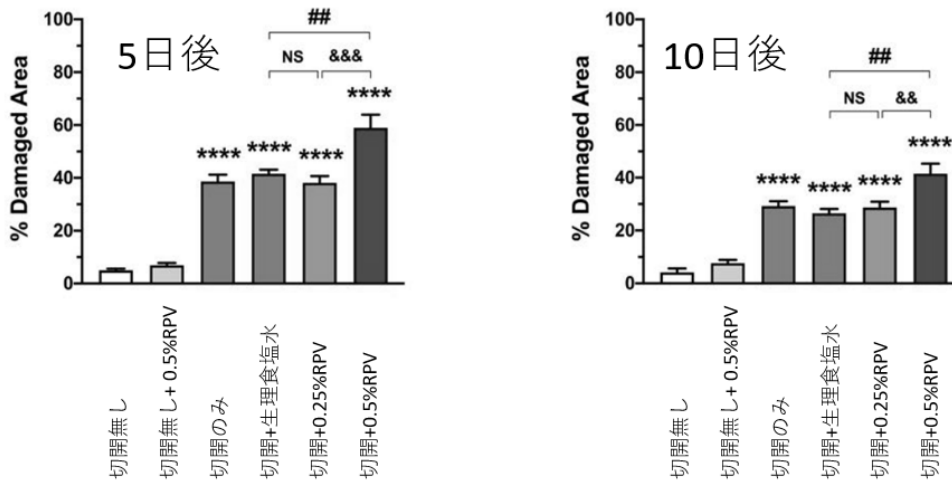 100
80
60
40
20
0
% Damaged Area
5日後
##
NS
&&&
****
****
****
****
切開無し
切開無し+ 0.5%RPV
切開のみ
切開+生理食塩水
切開+0.25%RPV
切開+0.5%RPV
100
80
60
40
20
0
% Damaged Area
10日後
##
NS
&&
****
****
****
****
切開無し
切開無し+ 0.5%RPV
切開のみ
切開+生理食塩水
切開+0.25%RPV
切開+0.5%RPV